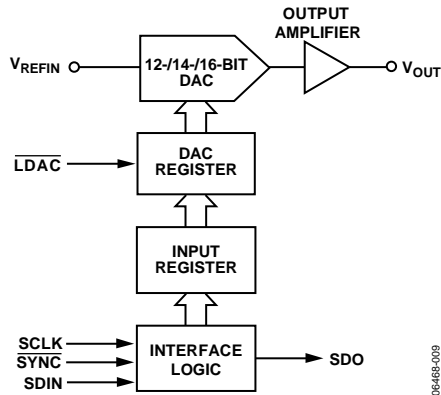 OUTPUT
AMPLIFIER
VREFIN
12-/14-/16-BIT
DAC
VOUT
LDAC
DAC
REGISTER
INPUT
REGISTER
SCLK
SYNC
SDIN
INTERFACE
LOGIC
SDO
06468-009